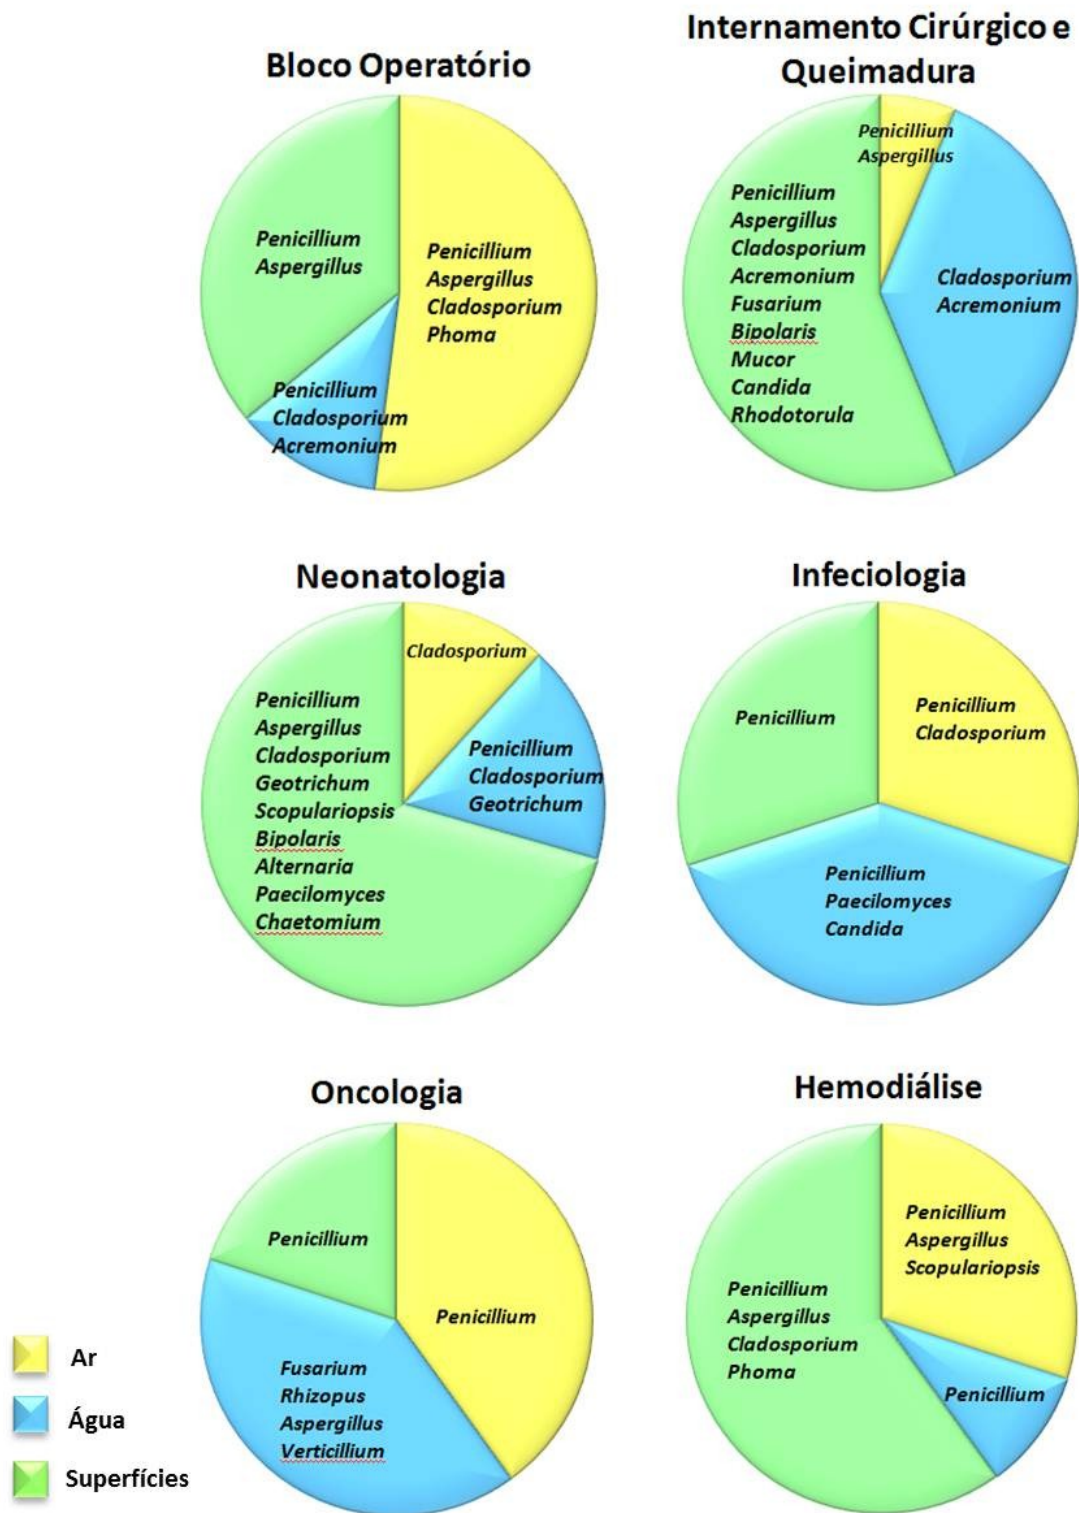 Bloco Operatório
Penicillium
Aspergillus
Penicillium
Aspergillus
Cladosporium
Phoma
Penicillium
Cladosporium
Acremonium
Internamento Cirúrgico e
Queimadura
Penicillium
Aspergillus
Penicillium
Aspergillus
Cladosporium
Acremonium
Fusarium
Bipolaris
Mucor
Candida
Rhodotorula
Cladosporium
Acremonium
Neonatologia
Cladosporium
Penicillium
Aspergillus
Cladosporium
Geotrichum
Scopulariopsis
Bipolaris
Alternaria
Paecilomyces
Chaetomium
Penicillium
Cladosporium
Geotrichum
Infeciologia
Penicillium
Penicillium
Cladosporium
Penicillium
Paecilomyces
Candida
Oncologia
Penicillium
Penicillium
Fusarium
Rhizopus
Aspergillus
Verticillium
Hemodiálise
Penicillium
Aspergillus
Scopulariopsis
Penicillium
Aspergillus
Cladosporium
Phoma
Penicillium
Ar
Água
Superfícies